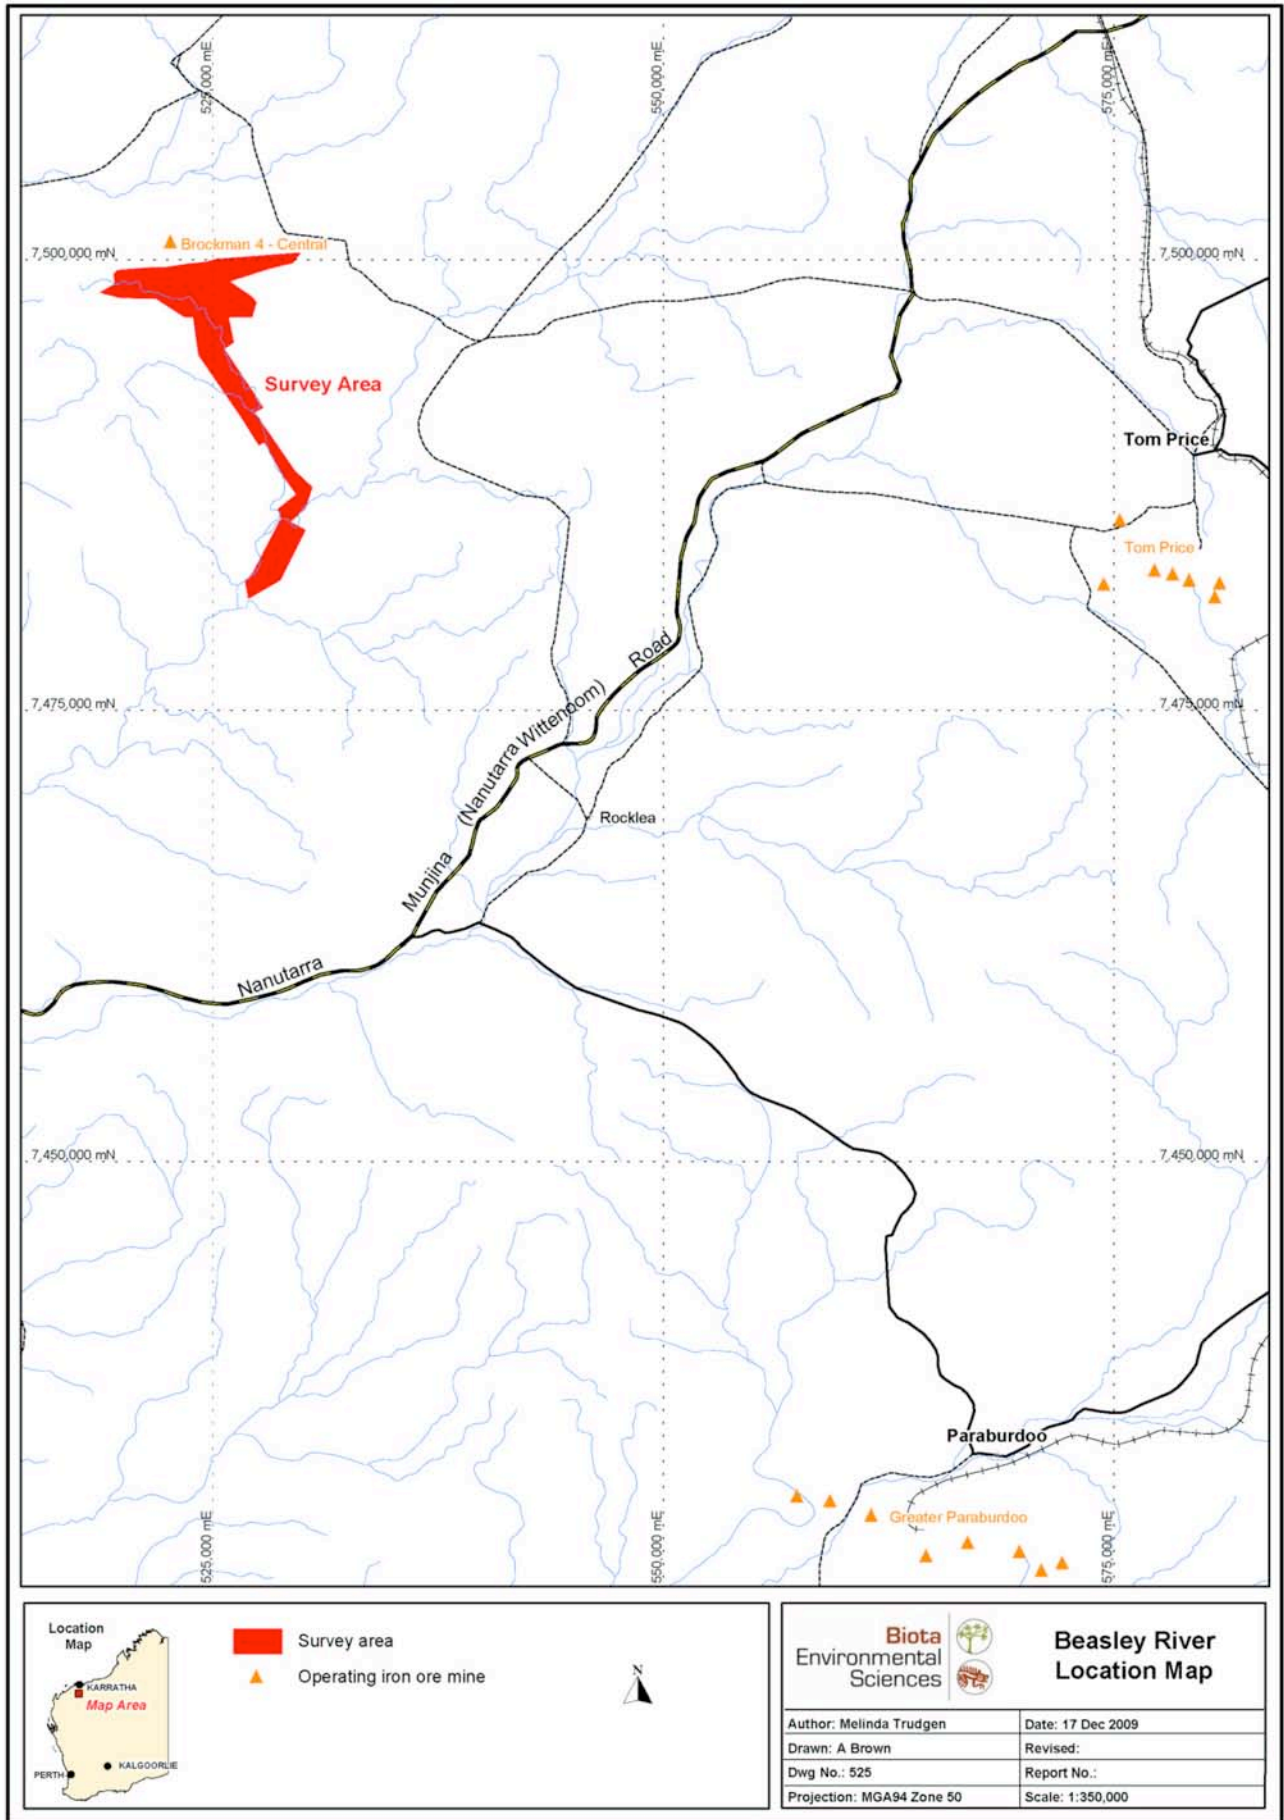 525,000 mE
550,000 mE
575,000 mE
Brockman 4 - Central
7,500,000 mN
7,500,000 mN
Survey Area
Tom Price
Tom Price
Road
7,475,000 mN
7,475,000 mN
(Nanutarra Wittenoom)
Rocklea
Munjina
Nanutarra
7,450,000 mN
7,450,000 mN
Paraburdoo
Greater Paraburdoo
525,000 mE
550,000 mE
575,000 mE
Location
Map
KARRATHA
Map Area
KALGOORLIE
PERTH
Survey area
Operating iron ore mine
N
Biota
Environmental
Sciences
Beasley River
Location Map
Author: Melinda Trudgen
Date: 17 Dec 2009
Drawn: A Brown
Revised:
Dwg No.: 525
Report No.:
Projection: MGA94 Zone 50
Scale: 1:350,000